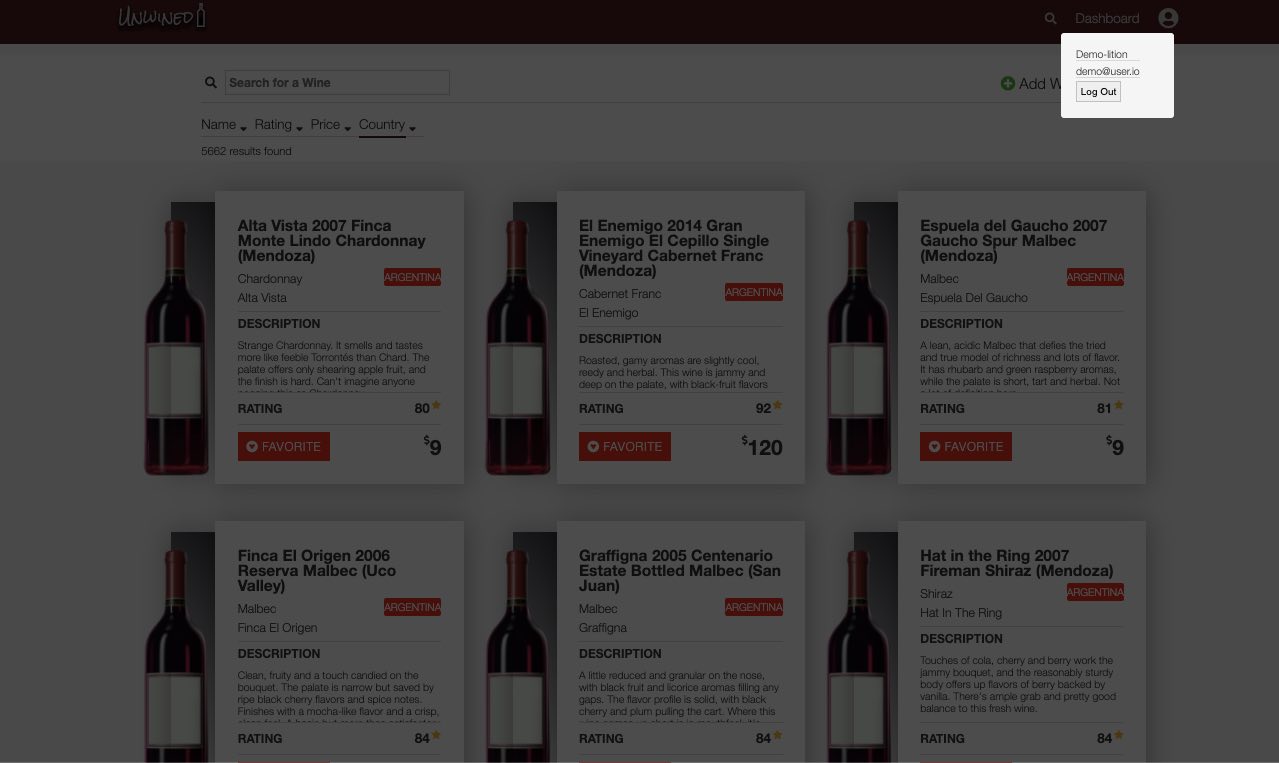 Unwined
Dashboard
Demo-lition
demo@user.io
Log Out
Search for a Wine
Add W
Name Rating Price Country
5662 results found
Alta Vista 2007 Finca
Monte Lindo Chardonnay
(Mendoza)
Chardonnay
ARGENTINA
Alta Vista
DESCRIPTION
Strange Chardonnay. It smells and tastes
more like feeble Torrontés than Chard. The
palate offers only shearing apple fruit, and
the finish is hard. Can't imagine anyone
RATING 80
FAVORITE $9
El Enemigo 2014 Gran
Enemigo El Cepillo Single
Vineyard Cabernet Franc
(Mendoza)
Cabernet Franc
ARGENTINA
El Enemigo
DESCRIPTION
Roasted, gamy aromas are slightly cool,
reedy and herbal. This wine is jammy and
deep on the palate, with black-fruit flavors
RATING 92
FAVORITE $120
Espuela del Gaucho 2007
Gaucho Spur Malbec
(Mendoza)
Malbec
ARGENTINA
Espuela Del Gaucho
DESCRIPTION
A lean, acidic Malbec that defies the tried
and true model of richness and lots of flavor.
It has rhubarb and green raspberry aromas,
while the palate is short, tart and herbal. Not
RATING 81
FAVORITE $9
Finca El Origen 2006
Reserva Malbec (Uco
Valley)
Malbec
ARGENTINA
Finca El Origen
DESCRIPTION
Clean, fruity and a touch candied on the
bouquet. The palate is narrow but saved by
ripe black cherry flavors and spice notes.
Finishes with a mocha-like flavor and a crisp,
RATING 84
Graffigna 2005 Centenario
Estate Bottled Malbec (San
Juan)
Malbec
ARGENTINA
Graffigna
DESCRIPTION
A little reduced and granular on the nose,
with black fruit and licorice aromas filling any
gaps. The flavor profile is solid, with black
cherry and plum pulling the cart. Where this
RATING 84
Hat in the Ring 2007
Fireman Shiraz (Mendoza)
Shiraz
ARGENTINA
Hat In The Ring
DESCRIPTION
Touches of cola, cherry and berry work the
jammy bouquet, and the reasonably sturdy
body offers up flavors of berry backed by
vanilla. There's ample grab and pretty good
balance to this fresh wine.
RATING 84